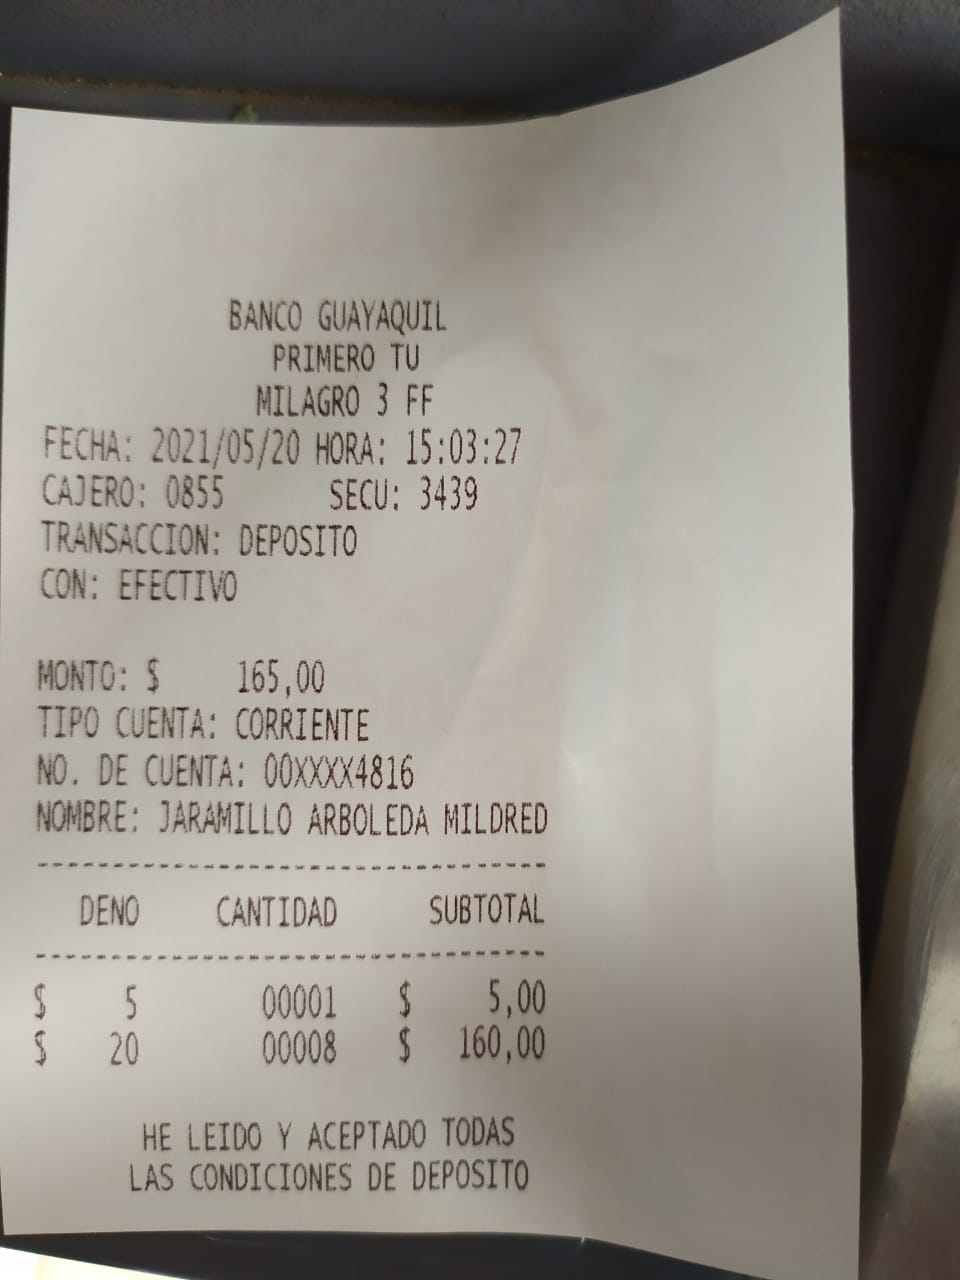 BANCO GUAYAQUIL
PRIMERO TU
MILAGRO 3 FF
FECHA: 2021/05/20 HORA: 15:03:27
CAJERO: 0855 SECU: 3439
TRANSACCION: DEPOSITO
CON: EFECTIVO
MONTO: $ 165,00
TIPO CUENTA: CORRIENTE
NO. DE CUENTA: 00XXXX4816
NOMBRE: JARAMILLO ARBOLEDA MILDRED
DENO CANTIDAD SUBTOTAL
$ 5 00001 $ 5,00
$ 20 00008 $ 160,00
HE LEIDO Y ACEPTADO TODAS
LAS CONDICIONES DE DEPOSITO